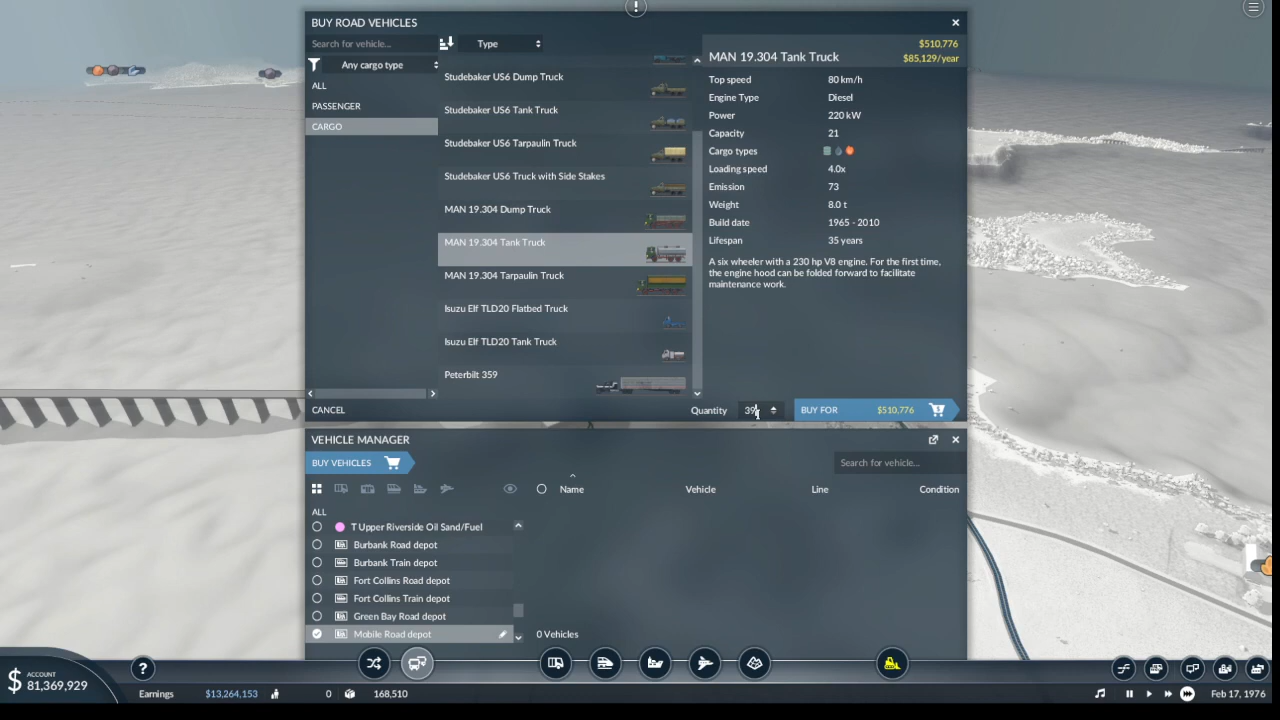 BUY ROAD VEHICLES
Search for vehicle...
Type
Any cargo type
ALL
PASSENGER
CARGO
Studebaker US6 Dump Truck
Studebaker US6 Tank Truck
Studebaker US6 Tarpaulin Truck
Studebaker US6 Truck with Side Stakes
MAN 19.304 Dump Truck
MAN 19.304 Tank Truck
MAN 19.304 Tarpaulin Truck
Isuzu Elf TLD20 Flatbed Truck
Isuzu Elf TLD20 Tank Truck
Peterbilt 359
$510,776
MAN 19.304 Tank Truck
$85,129/year
Top speed 80 km/h
Engine Type Diesel
Power 220 kW
Capacity 21
Cargo types
Loading speed 4.0x
Emission 73
Weight 8.0 t
Build date 1965 - 2010
Lifespan 35 years
A six wheeler with a 230 hp V8 engine. For the first time,
the engine hood can be folded forward to facilitate
maintenance work.
CANCEL
Quantity 39
BUY FOR $510,776
VEHICLE MANAGER
BUY VEHICLES
Search for vehicle...
Name Vehicle Line Condition
ALL
T Upper Riverside Oil Sand/Fuel
Burbank Road depot
Burbank Train depot
Fort Collins Road depot
Fort Collins Train depot
Green Bay Road depot
Mobile Road depot
0 Vehicles
$ ACCOUNT
81,369,929
?
Earnings $13,264,153 0 168,510
Feb 17, 1976